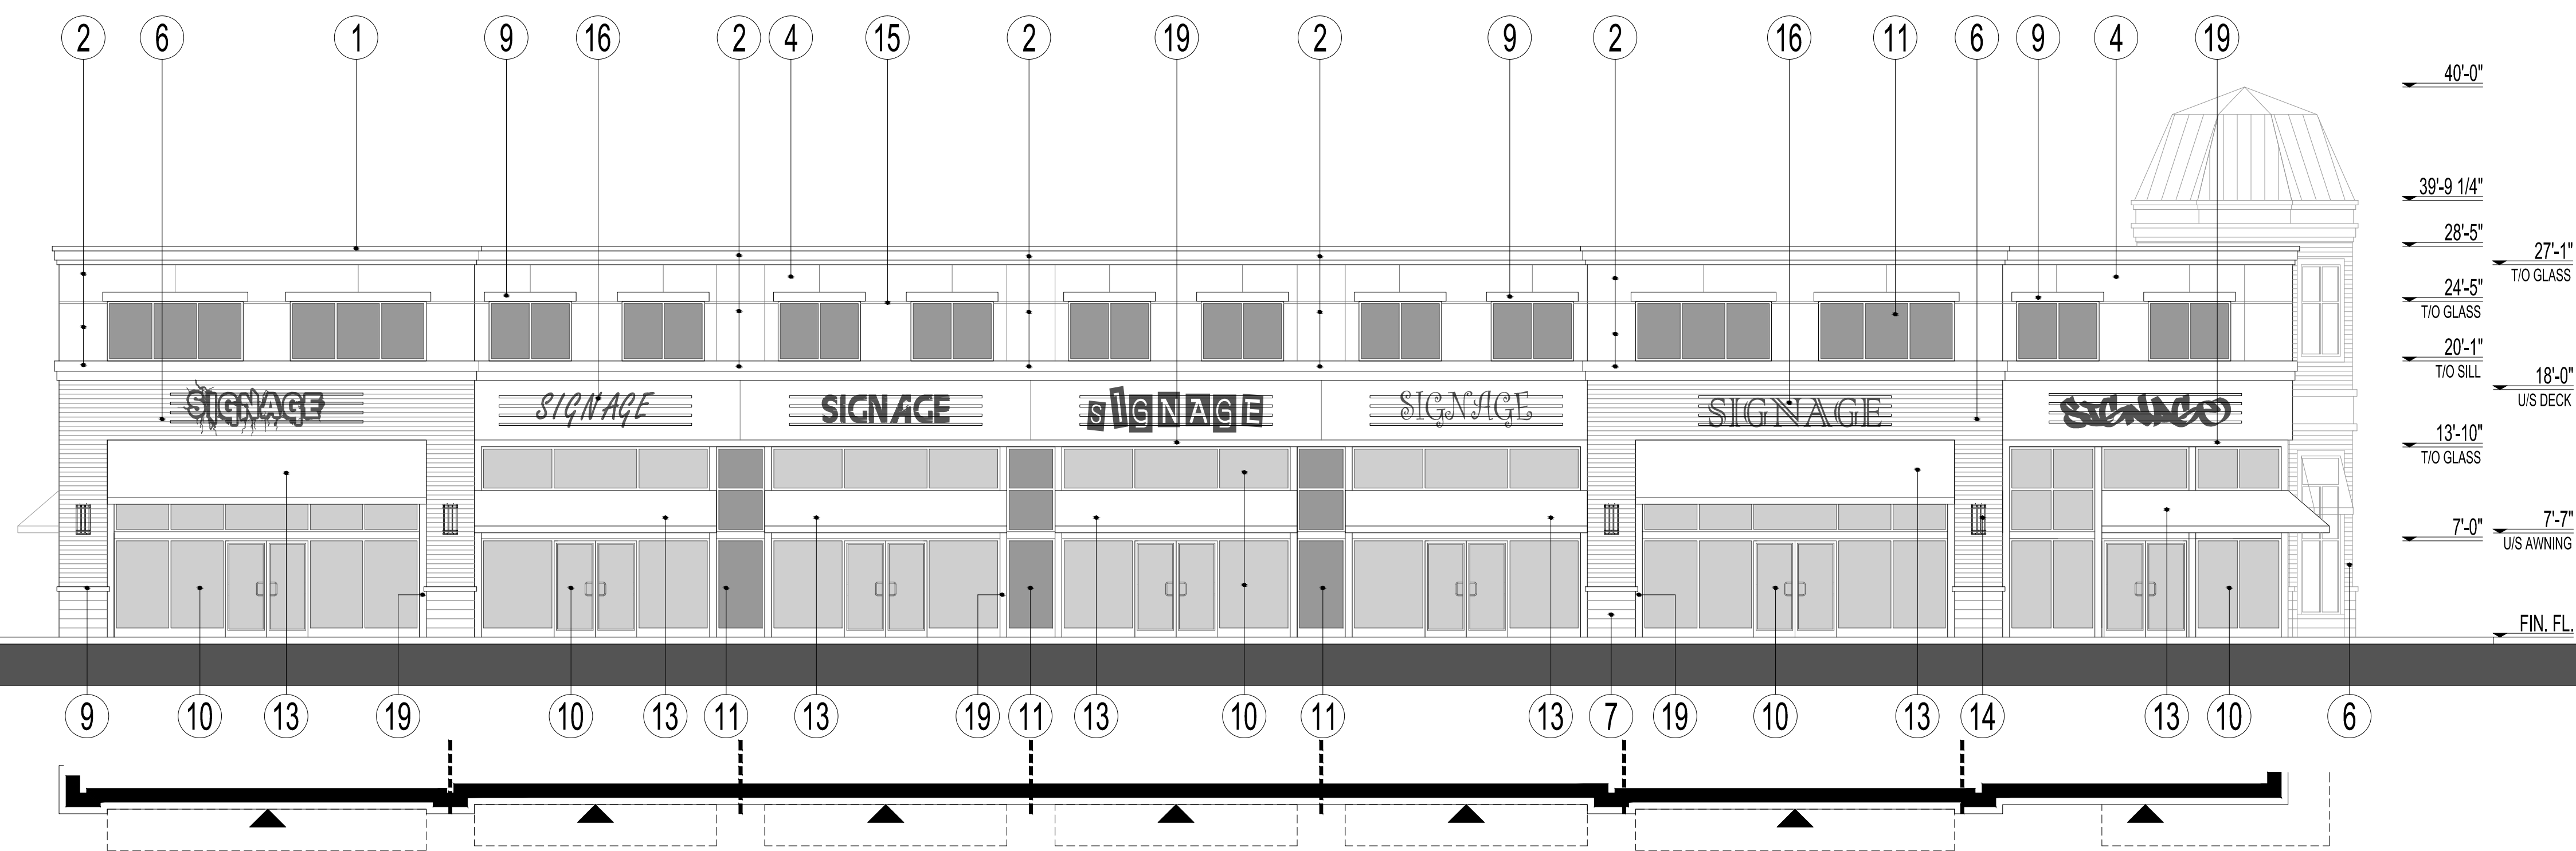 2 6 1 9 16 2 4 15 2 19 2 9 2 16 11 6 9 4 19
40'-0"
39'-9 1/4"
28'-5"
27'-1"
T/O GLASS
24'-5"
T/O GLASS
20'-1"
T/O SILL
18'-0"
U/S DECK
SIGNAGE SIGNAGE SIGNAGE SIGNAGE SIGNAGE SIGNAGE SIGNAGE
13'-10"
T/O GLASS
7'-0"
7'-7"
U/S AWNING
FIN. FL.
9 10 13 19 10 13 11 13 19 11 13 10 11 13 7 19 10 13 14 13 10 6